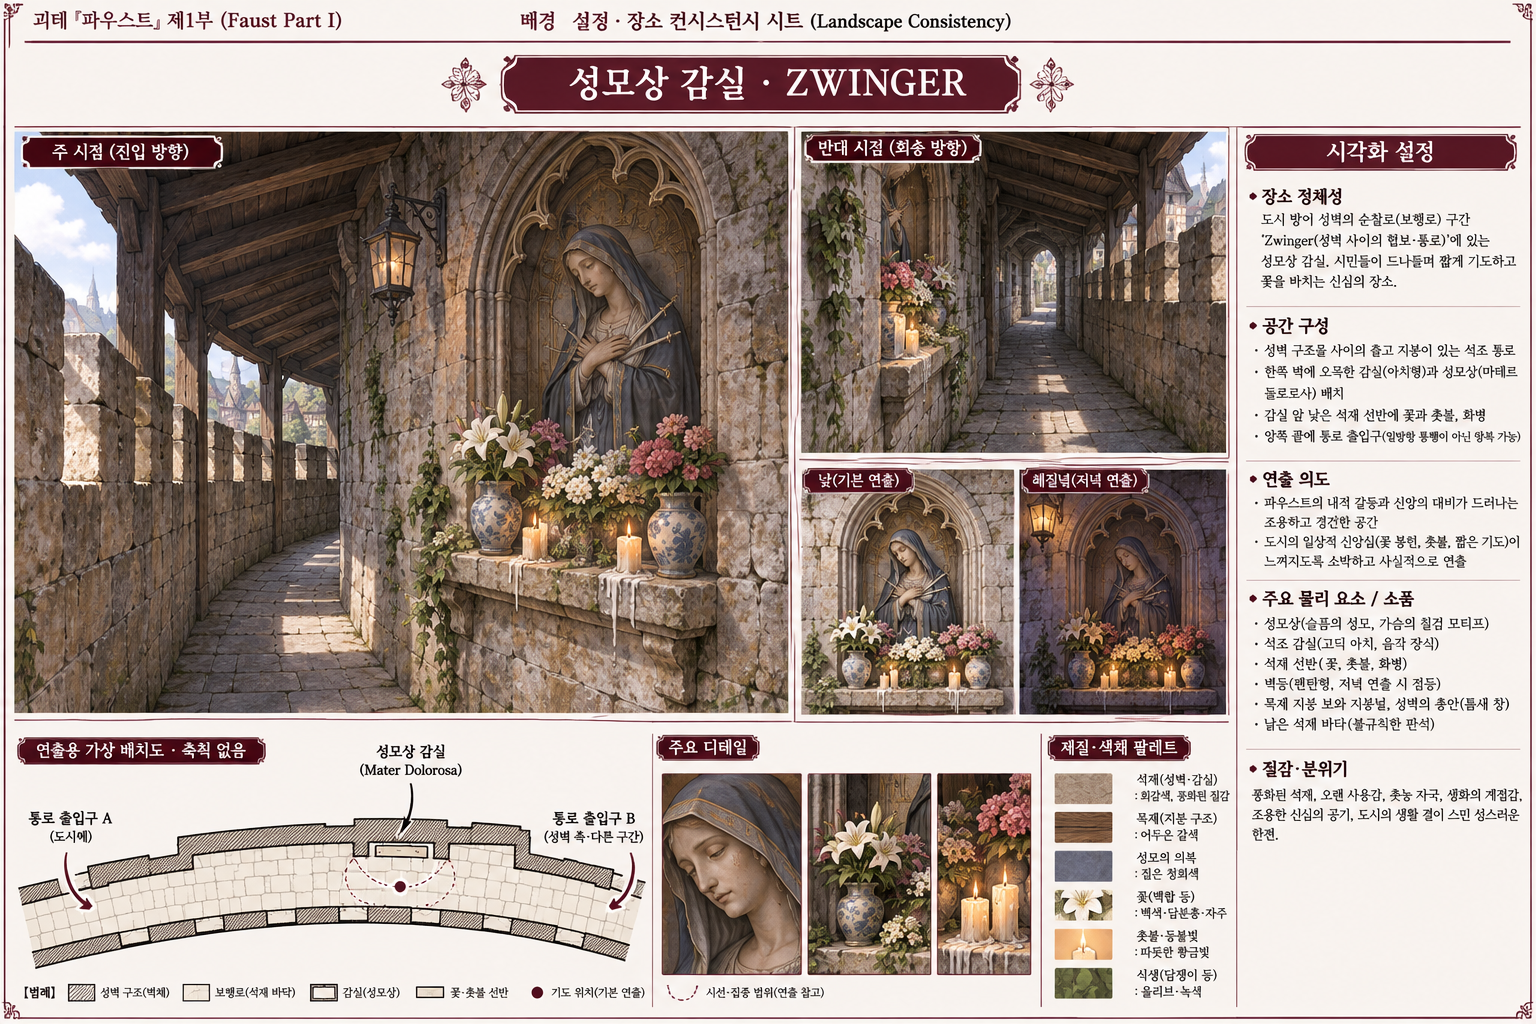 괴테 『파우스트』 제1부 (Faust Part I)
배경 설정 · 장소 컨시스턴시 시트 (Landscape Consistency)
성모상 감실 · ZWINGER
주 시점 (진입 방향)
반대 시점 (회송 방향)
낮(기본 연출)
해질녘(저녁 연출)
시각화 설정
장소 정체성
도시 방어 성벽의 순찰로(보행로) 구간
'Zwinger(성벽 사이의 협보·통로)'에 있는
성모상 감실. 시민들이 드나들며 짧게 기도하고
꽃을 바치는 신심의 장소.
공간 구성
· 성벽 구조물 사이의 좁고 지붕이 있는 석조 통로
· 한쪽 벽에 오목한 감실(아치형)과 성모상(마테르
돌로로사) 배치
· 감실 앞 낮은 석재 선반에 꽃과 촛불, 화병
· 양쪽 끝에 통로 출입구(일방향 통행이 아닌 왕복 가능)
연출 의도
· 파우스트의 내적 갈등과 신앙의 대비가 드러나는
조용하고 경건한 공간
· 도시의 일상적 신앙심(꽃 봉헌, 촛불, 짧은 기도)이
느껴지도록 소박하고 사실적으로 연출
주요 물리 요소 / 소품
· 성모상(슬픔의 성모, 가슴의 칠검 모티프)
· 석조 감실(고딕 아치, 음각 장식)
· 석재 선반(꽃, 촛불, 화병)
· 벽등(펜턴형, 저녁 연출 시 점등)
· 목재 지붕 보와 지붕널, 성벽의 총안(틈새 창)
· 낡은 석재 바닥(불규칙한 판석)
절감·분위기
풍화된 석재, 오랜 사용감, 촛농 자국, 생화의 계절감,
조용한 신심의 공기, 도시의 생활 결이 스민 성스러운
한편.
연출용 가상 배치도 · 축척 없음
성모상 감실
(Mater Dolorosa)
통로 출입구 A
(도시에)
통로 출입구 B
(성벽 측·다른 구간)
【범례】
성벽 구조(벽체)
보행로(석재 바닥)
감실(성모상)
꽃·촛불 선반
기도 위치(기본 연출)
시선·집중 범위(연출 참고)
주요 디테일
재질·색채 팔레트
석재(성벽·감실)
: 회갈색, 풍화된 질감
목재(지붕 구조)
: 어두운 갈색
성모의 의복
: 짙은 청회색
꽃(백합 등)
: 백색·담분홍·자주
촛불·등불빛
: 따뜻한 황금빛
식생(담쟁이 등)
: 올리브·녹색